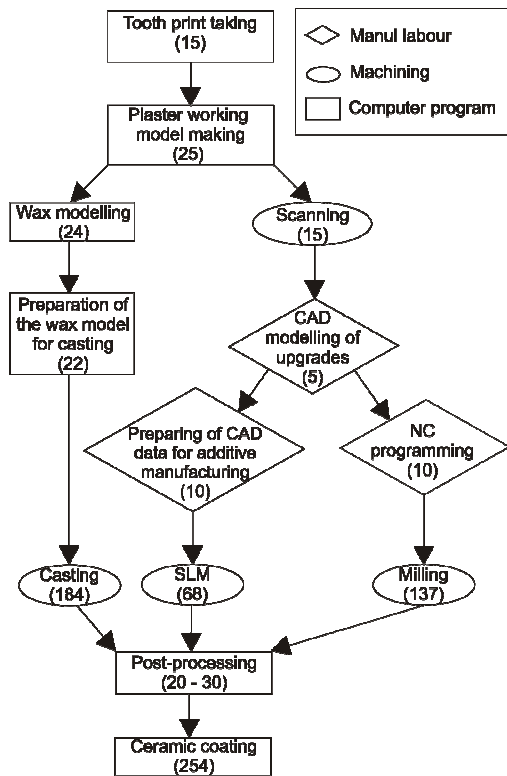 Tooth print taking
(15)
Manul labour
Machining
Computer program
Plaster working
model making
(25)
Wax modelling
(24)
Scanning
(15)
Preparation of
the wax model
for casting
(22)
CAD
modelling of
upgrades
(5)
Preparing of CAD
data for additive
manufacturing
(10)
NC
programming
(10)
Casting
(184)
SLM
(68)
Milling
(137)
Post-processing
(20 - 30)
Ceramic coating
(254)